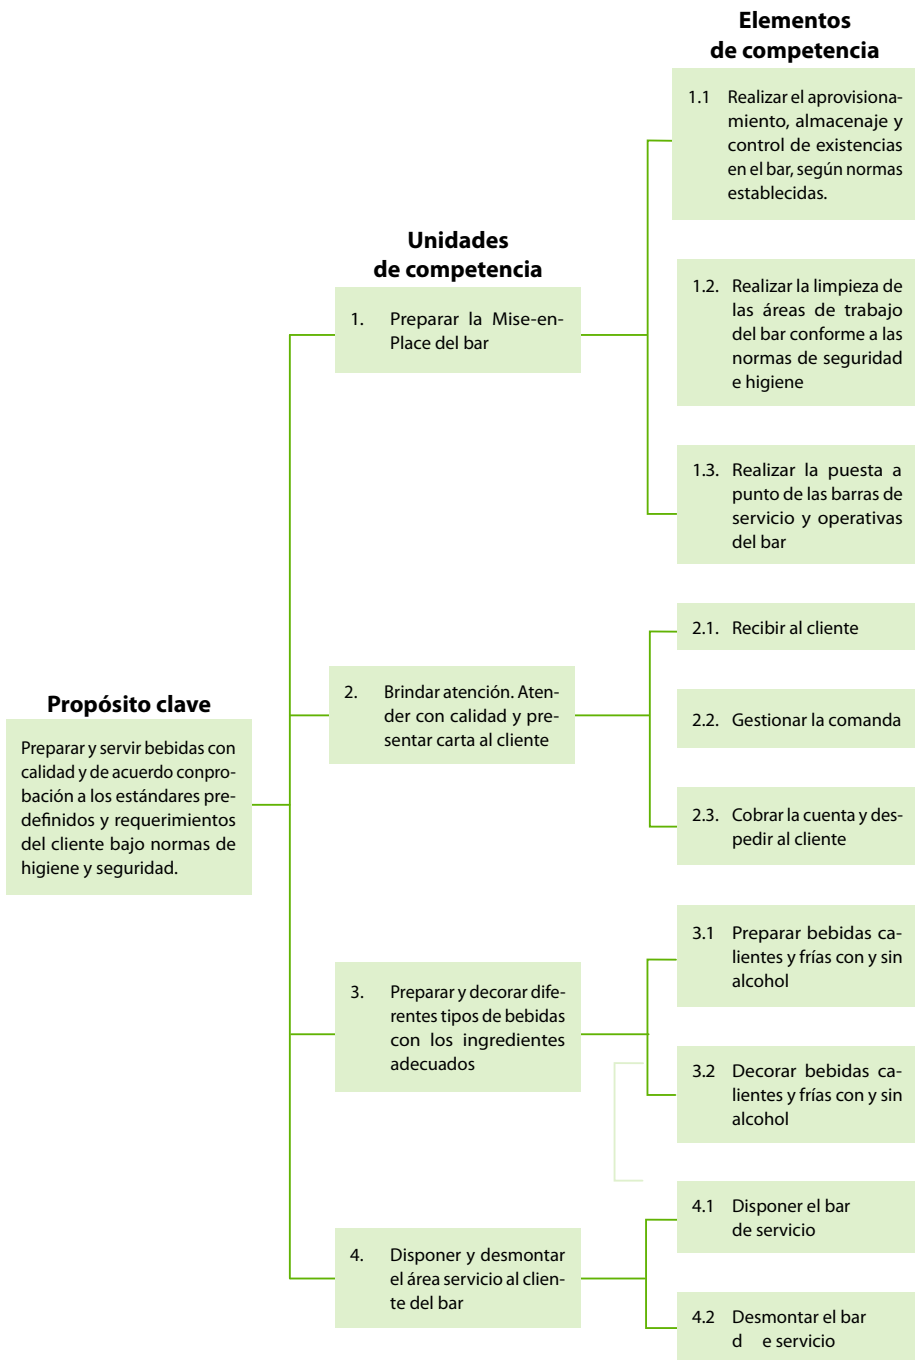 Elementos
de competencia
1.1 Realizar el aprovisiona-
miento, almacenaje y
control de existencias
en el bar, según normas
establecidas.
Unidades
de competencia
1. Preparar la Mise-en-
Place del bar
1.2. Realizar la limpieza de
las áreas de trabajo
del bar conforme a las
normas de seguridad
e higiene
1.3. Realizar la puesta a
punto de las barras de
servicio y operativas
del bar
2.1. Recibir al cliente
Propósito clave
Preparar y servir bebidas con
calidad y de acuerdo conpro-
bación a los estándares pre-
definidos y requerimientos
del cliente bajo normas de
higiene y seguridad.
2. Brindar atención. Aten-
der con calidad y pre-
sentar carta al cliente
2.2. Gestionar la comanda
2.3. Cobrar la cuenta y des-
pedir al cliente
3. Preparar y decorar dife-
rentes tipos de bebidas
con los ingredientes
adecuados
3.1 Preparar bebidas ca-
lientes y frías con y sin
alcohol
3.2 Decorar bebidas ca-
lientes y frías con y sin
alcohol
4. Disponer y desmontar
el área servicio al clien-
te del bar
4.1 Disponer el bar
de servicio
4.2 Desmontar el bar
d e servicio